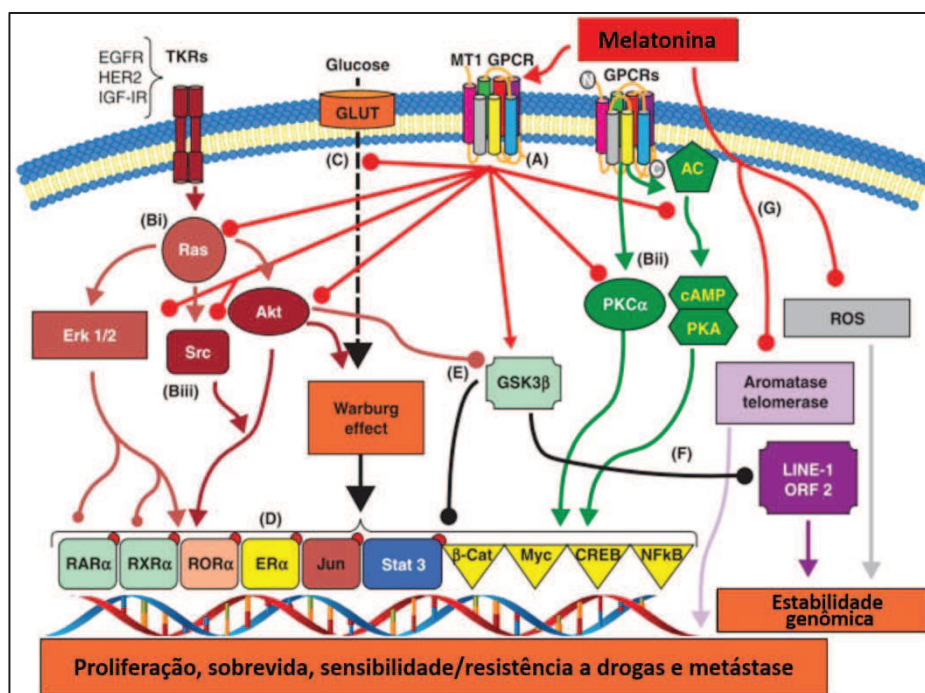 Melatonina
EGFR
HER2
IGF-IR
TKRs
Glucose
MT1 GPCR
GPCRs
GLUT
(C)
(A)
AC
(G)
(Bi)
Ras
(Bii)
Erk 1/2
Src
Akt
PKCα
cAMP
PKA
ROS
(Biii)
(E)
GSK3β
Warburg
effect
Aromatase
telomerase
(F)
LINE-1
ORF 2
(D)
RARα
RXRα
RORα
ERα
Jun
Stat 3
β-Cat
Myc
CREB
NFkB
Estabilidade
genômica
Proliferação, sobrevida, sensibilidade/resistência a drogas e metástase